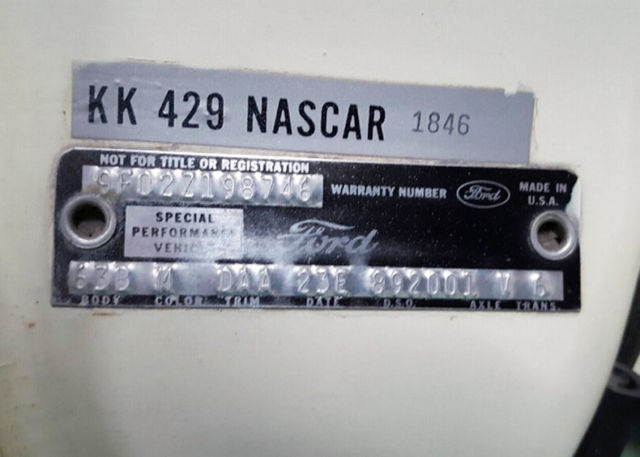 KK 429 NASCAR 1846
NOT FOR TITLE OR REGISTRATION
9F02Z198746 WARRANTY NUMBER Ford MADE IN U.S.A.
SPECIAL
PERFORMANCE
VEHICLE
Ford
63B M DAA 23E 892001 V 6
BODY COLOR TRIM DATE D.S.O. AXLE TRANS.